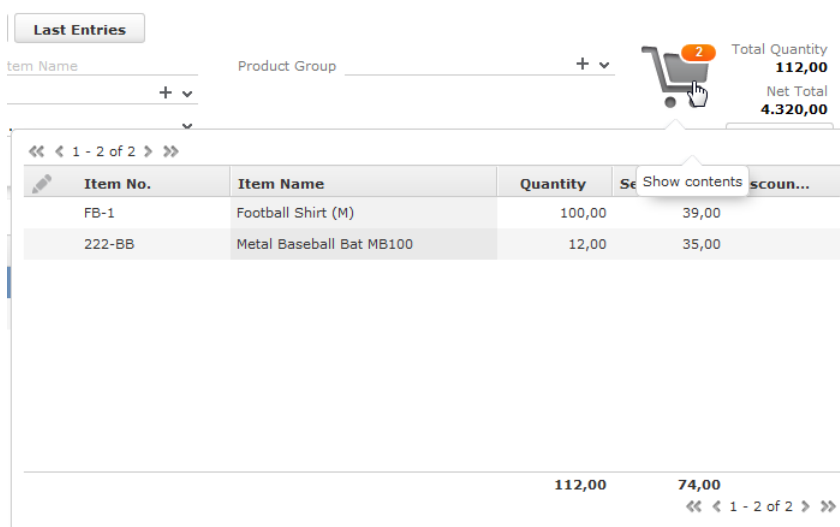 Last Entries
2
Total Quantity
112,00
tem Name
Product Group
Net Total
4.320,00
1 - 2 of 2
Show contents
Item No. Item Name Quantity Se scoun...
FB-1 Football Shirt (M) 100,00 39,00
222-BB Metal Baseball Bat MB100 12,00 35,00
112,00 74,00
1 - 2 of 2